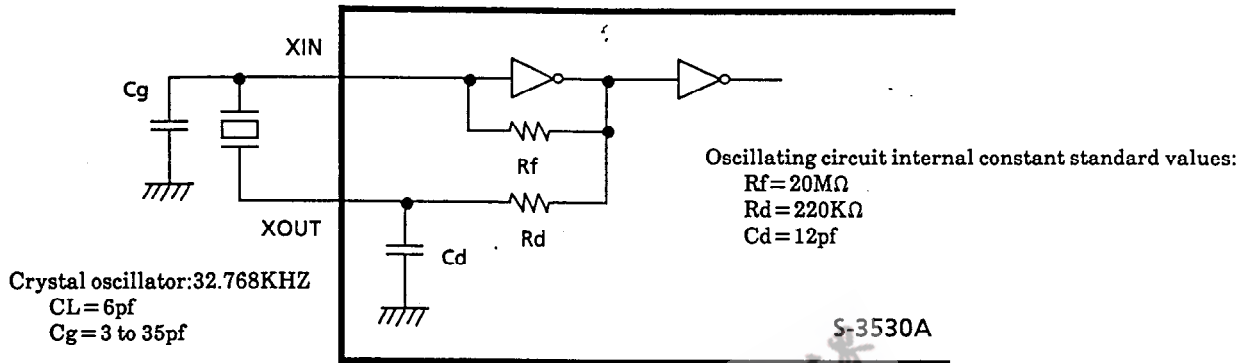 XIN
Cg
Rf
XOUT
Rd
Cd
Oscillating circuit internal constant standard values:
Rf=20MΩ
Rd=220KΩ
Cd=12pf
Crystal oscillator:32.768KHZ
CL=6pf
Cg=3 to 35pf
S-3530A